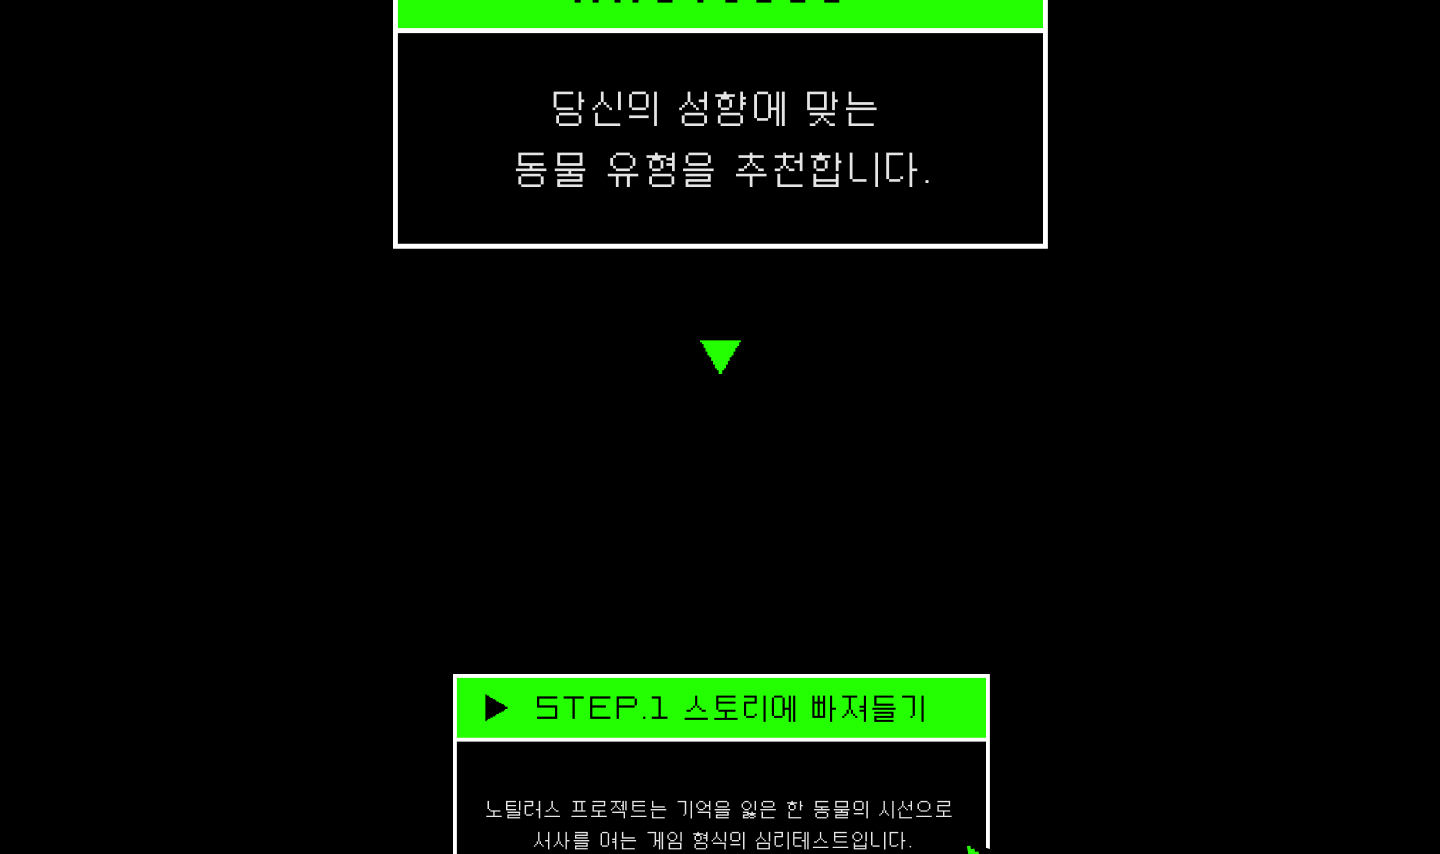 당신의 성향에 맞는
동물 유형을 추천합니다.
STEP.1 스토리에 빠져들기
노틸러스 프로젝트는 기억을 잃은 한 동물의 시선으로
서사를 여는 게임 형식의 심리테스트입니다.